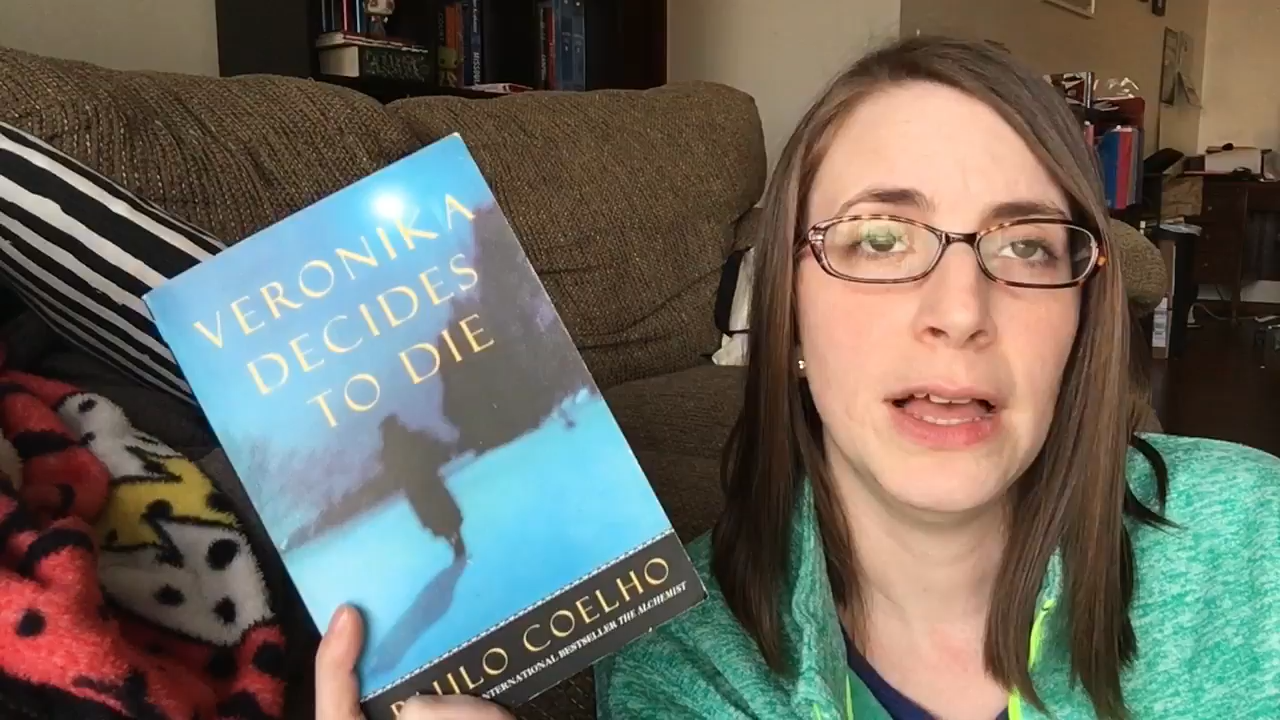 VERONIKA
DECIDES
TO DIE
COELHO
INTERNATIONAL BESTSELLER THE ALCHEMIST